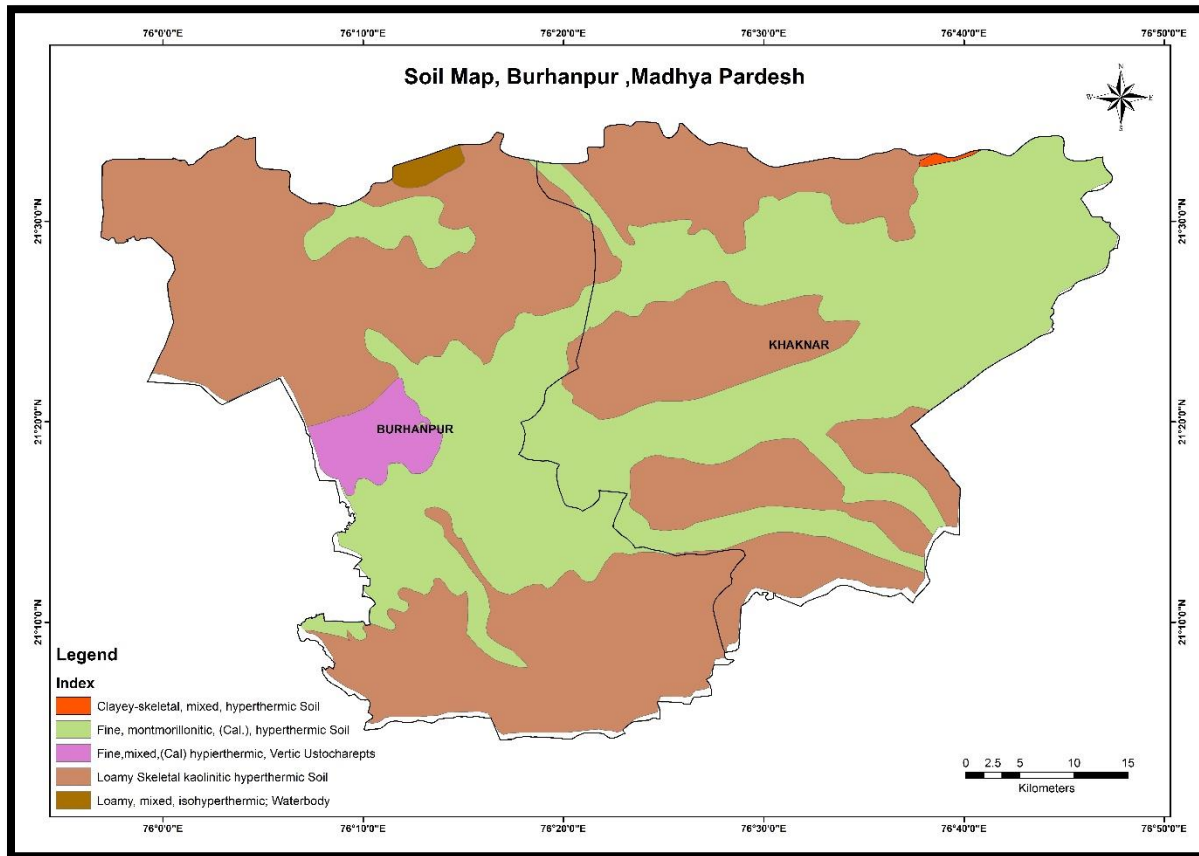 76°0'0"E 76°10'0"E 76°20'0"E 76°30'0"E 76°40'0"E 76°50'0"E
Soil Map, Burhanpur ,Madhya Pardesh
N
W E
S
21°30'0"N 21°30'0"N
KHAKNAR
21°20'0"N 21°20'0"N
BURHANPUR
21°10'0"N 21°10'0"N
Legend
Index
Clayey-skeletal, mixed, hyperthermic Soil
Fine, montmorillonitic, (Cal.), hyperthermic Soil
Fine,mixed,(Cal) hypierthermic, Vertic Ustocharepts
Loamy Skeletal kaolinitic hyperthermic Soil
Loamy, mixed, isohyperthermic; Waterbody
0 2.5 5 10 15
Kilometers
76°0'0"E 76°10'0"E 76°20'0"E 76°30'0"E 76°40'0"E 76°50'0"E